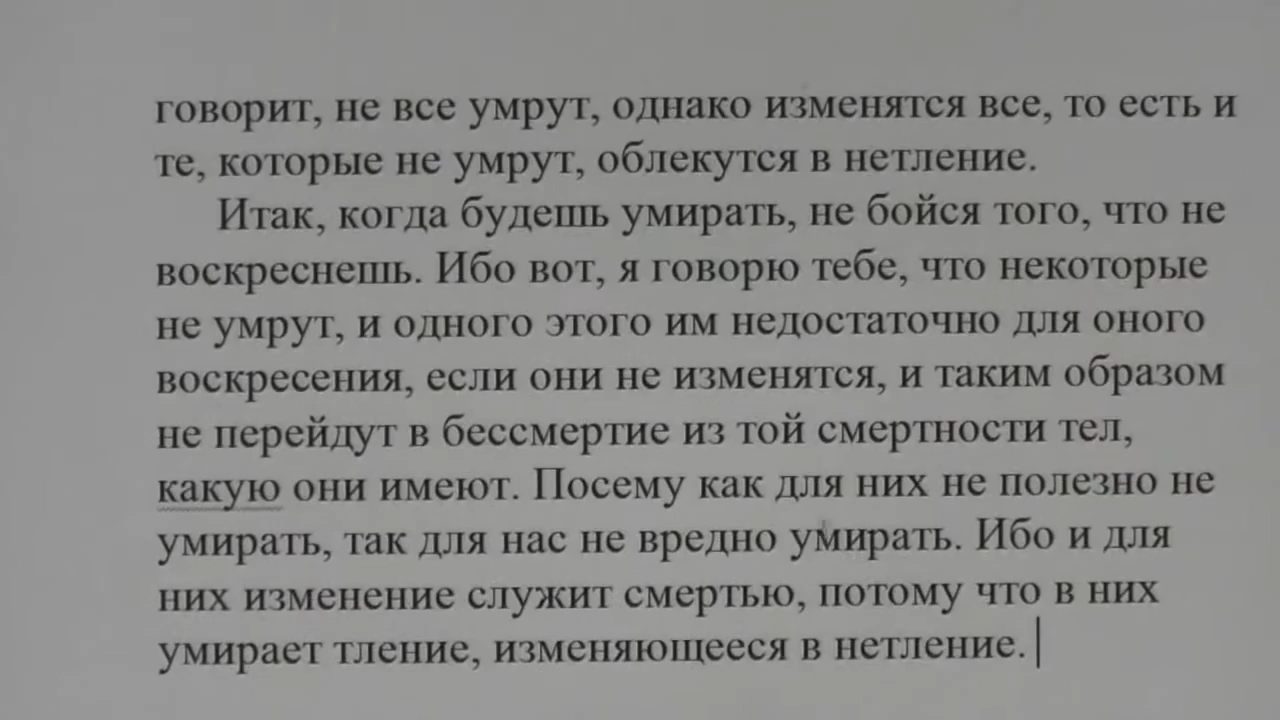 говорит, не все умрут, однако изменятся все, то есть и
те, которые не умрут, облекутся в нетление.
Итак, когда будешь умирать, не бойся того, что не
воскреснешь. Ибо вот, я говорю тебе, что некоторые
не умрут, и одного этого им недостаточно для оного
воскресения, если они не изменятся, и таким образом
не перейдут в бессмертие из той смертности тел,
какую они имеют. Посему как для них не полезно не
умирать, так для нас не вредно умирать. Ибо и для
них изменение служит смертью, потому что в них
умирает тление, изменяющееся в нетление.